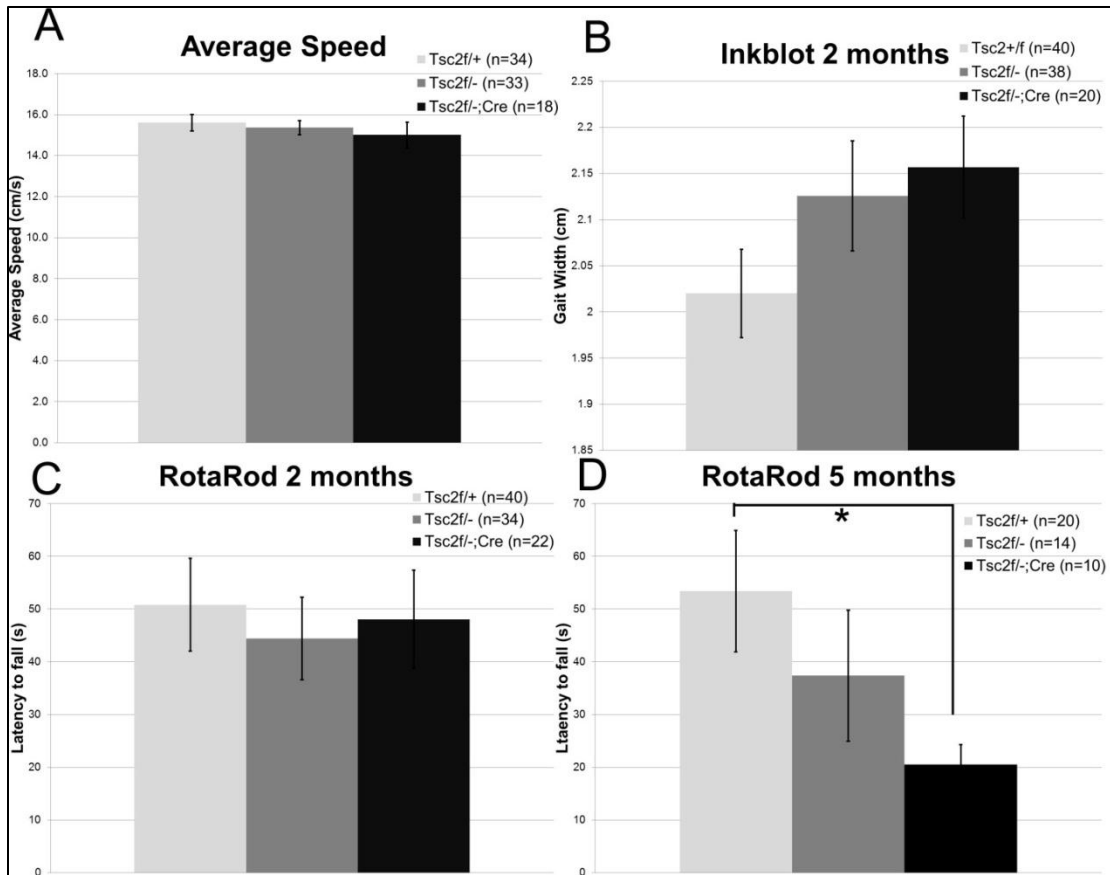 A
Average Speed
Tsc2f/+ (n=34)
Tsc2f/- (n=33)
Tsc2f/-;Cre (n=18)
Average Speed (cm/s)
18.0
16.0
14.0
12.0
10.0
8.0
6.0
4.0
2.0
0.0
B
Inkblot 2 months
Tsc2+/f (n=40)
Tsc2f/- (n=38)
Tsc2f/-;Cre (n=20)
Gait Width (cm)
2.25
2.2
2.15
2.1
2.05
2
1.95
1.9
1.85
C
RotaRod 2 months
Tsc2f/+ (n=40)
Tsc2f/- (n=34)
Tsc2f/-;Cre (n=22)
Latency to fall (s)
70
60
50
40
30
20
10
0
D
RotaRod 5 months
Tsc2f/+ (n=20)
Tsc2f/- (n=14)
Tsc2f/-;Cre (n=10)
Ltaency to fall (s)
70
60
50
40
30
20
10
0
*